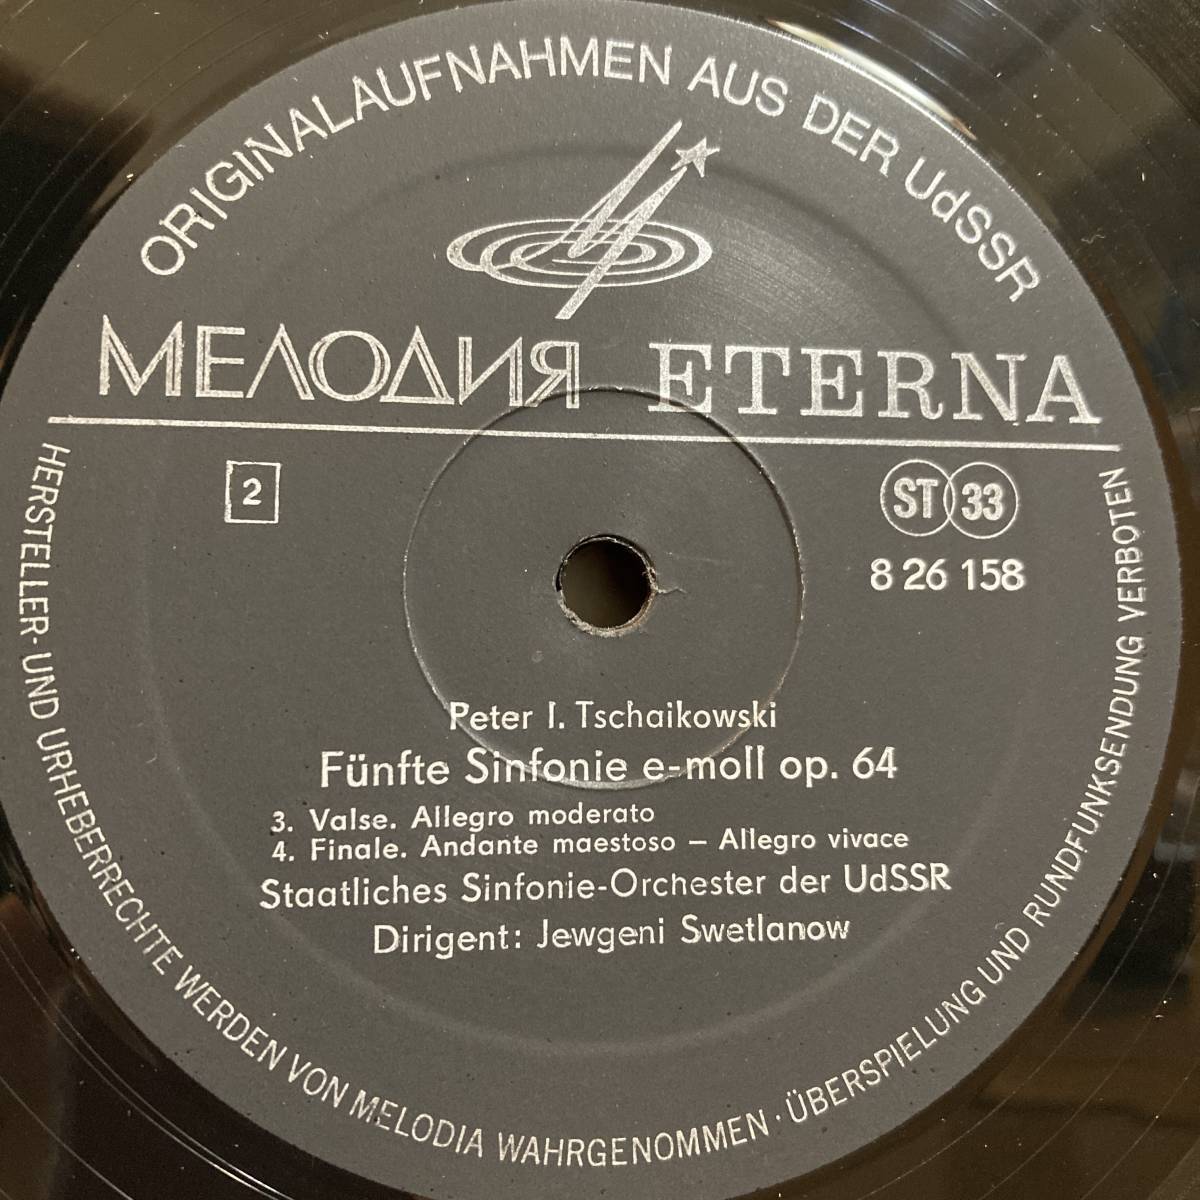 ORIGINALAUFNAHMEN AUS DER UdSSR
МЕЛОДИЯ ETERNA
2
ST 33
8 26 158
Peter I. Tschaikowski
Fünfte Sinfonie e-moll op. 64
3. Valse. Allegro moderato
4. Finale. Andante maestoso – Allegro vivace
Staatliches Sinfonie-Orchester der UdSSR
Dirigent: Jewgeni Swetlanow
HERSTELLER- UND URHEBERRECHTE WERDEN VON MELODIA WAHRGENOMMEN · ÜBERSPIELUNG UND RUNDFUNKSENDUNG VERBOTEN